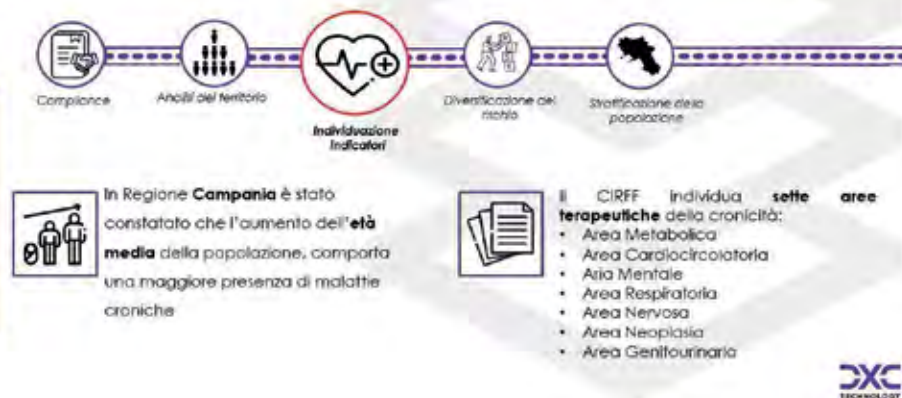 Compliance
Analisi del territorio
Individuazione
Indicatori
Diversificazione del
rischio
Stratificazione della
popolazione
In Regione Campania è stato
constatato che l'aumento dell'età
media della popolazione, comporta
una maggiore presenza di malattie
croniche
Il CIRFF individua sette aree
terapeutiche della cronicità:
• Area Metabolica
• Area Cardiocircolatoria
• Aria Mentale
• Area Respiratoria
• Area Nervosa
• Area Neoplasia
• Area Genitourinaria
DXC
TECHNOLOGY